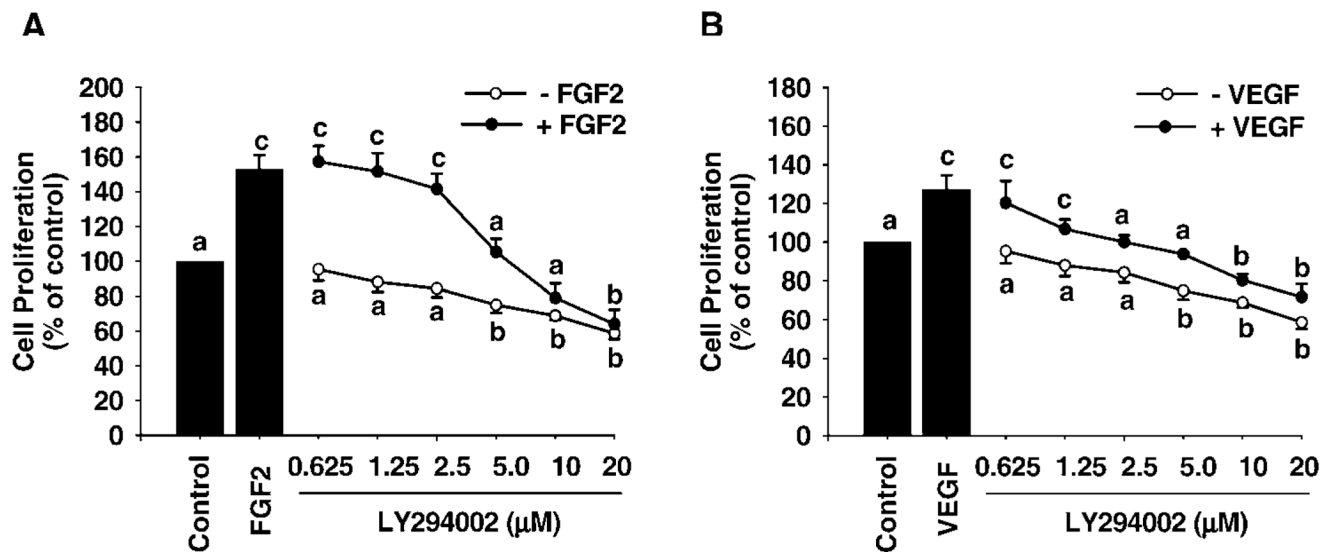 A
B
Cell Proliferation
(% of control)
200
180
160
140
120
100
80
60
40
20
0
- FGF2
+ FGF2
a
c
c
c
c
a
a
b
a
a
a
b
b
b
Control
FGF2
0.625 1.25 2.5 5.0 10 20
LY294002 (µM)
Cell Proliferation
(% of control)
180
160
140
120
100
80
60
40
20
0
- VEGF
+ VEGF
a
c
c
c
a
a
b
b
a
a
a
b
b
b
Control
VEGF
0.625 1.25 2.5 5.0 10 20
LY294002 (µM)